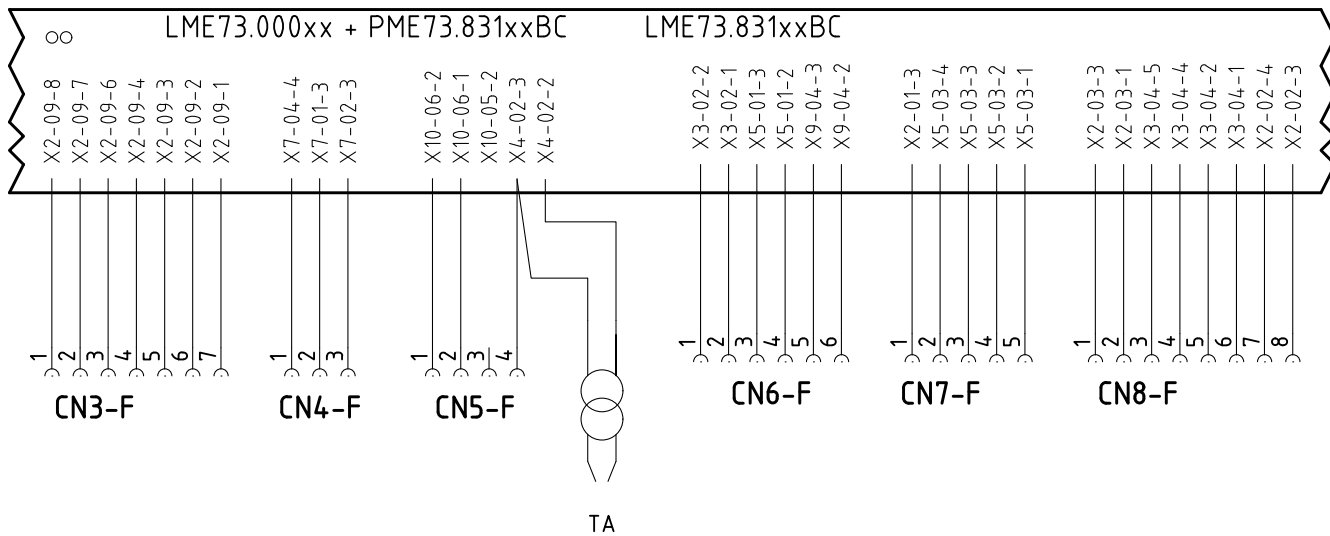 LME73.000xx + PME73.831xxBC LME73.831xxBC
X2-09-8
X2-09-7
X2-09-6
X2-09-4
X2-09-3
X2-09-2
X2-09-1
X7-04-4
X7-01-3
X7-02-3
X10-06-2
X10-06-1
X10-05-2
X4-02-3
X4-02-2
X3-02-2
X3-02-1
X5-01-3
X5-01-2
X9-04-3
X9-04-2
X2-01-3
X5-03-4
X5-03-3
X5-03-2
X5-03-1
X2-03-3
X2-03-1
X3-04-5
X3-04-4
X3-04-2
X3-04-1
X2-02-4
X2-02-3
1 2 3 4 5 6 7
1 2 3
1 2 3 4
1 2 3 4 5 6
1 2 3 4 5
1 2 3 4 5 6 7 8
CN3-F
CN4-F
CN5-F
CN6-F
CN7-F
CN8-F
TA